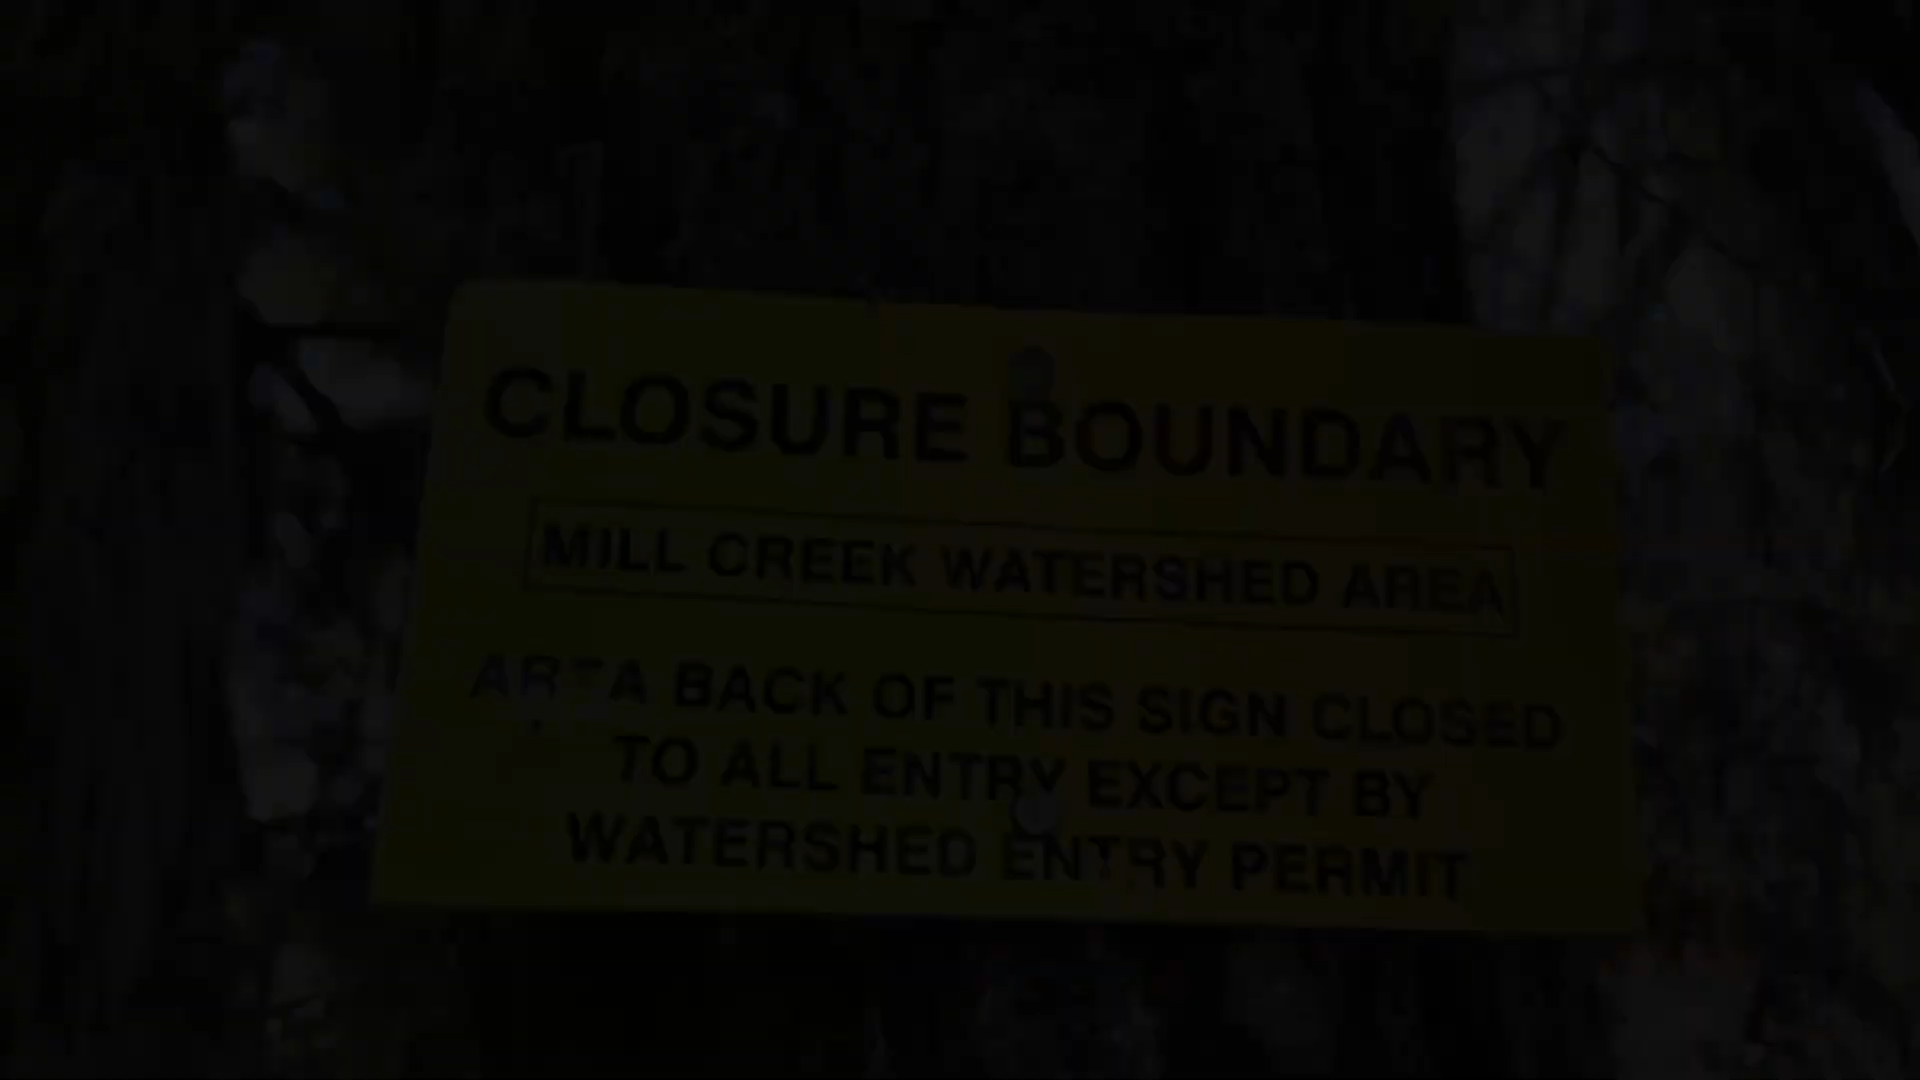 CLOSURE BOUNDARY
MILL CREEK WATERSHED AREA
AREA BACK OF THIS SIGN CLOSED
TO ALL ENTRY EXCEPT BY
WATERSHED ENTRY PERMIT